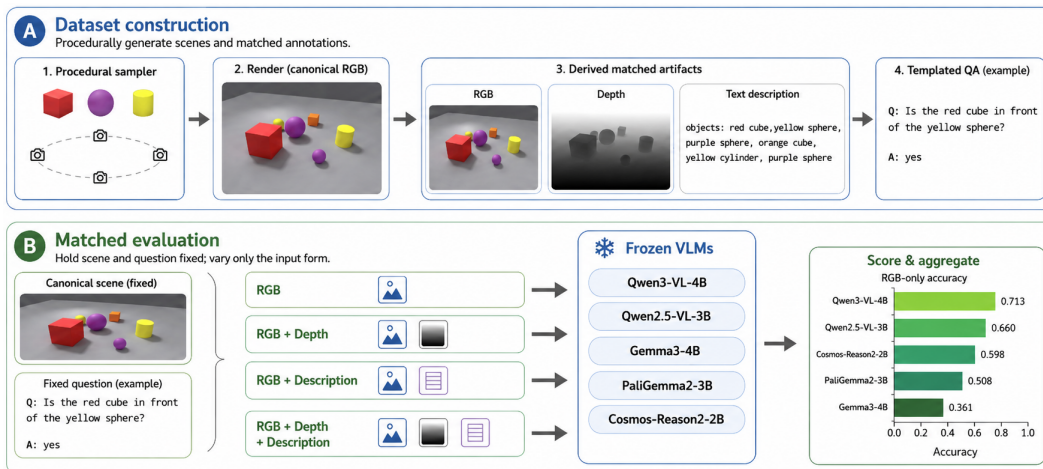 A Dataset construction
Procedurally generate scenes and matched annotations.
1. Procedural sampler
2. Render (canonical RGB)
3. Derived matched artifacts
RGB
Depth
Text description
objects: red cube,yellow sphere,
purple sphere, orange cube,
yellow cylinder, purple sphere
4. Templated QA (example)
Q: Is the red cube in front
of the yellow sphere?
A: yes
B Matched evaluation
Hold scene and question fixed; vary only the input form.
Canonical scene (fixed)
Fixed question (example)
Q: Is the red cube in front
of the yellow sphere?
A: yes
RGB
RGB + Depth
RGB + Description
RGB + Depth
+ Description
Frozen VLMs
Qwen3-VL-4B
Qwen2.5-VL-3B
Gemma3-4B
PaliGemma2-3B
Cosmos-Reason2-2B
Score & aggregate
RGB-only accuracy
Qwen3-VL-4B 0.713
Qwen2.5-VL-3B 0.660
Cosmos-Reason2-2B 0.598
PaliGemma2-3B 0.508
Gemma3-4B 0.361
0.0 0.2 0.4 0.6 0.8 1.0
Accuracy